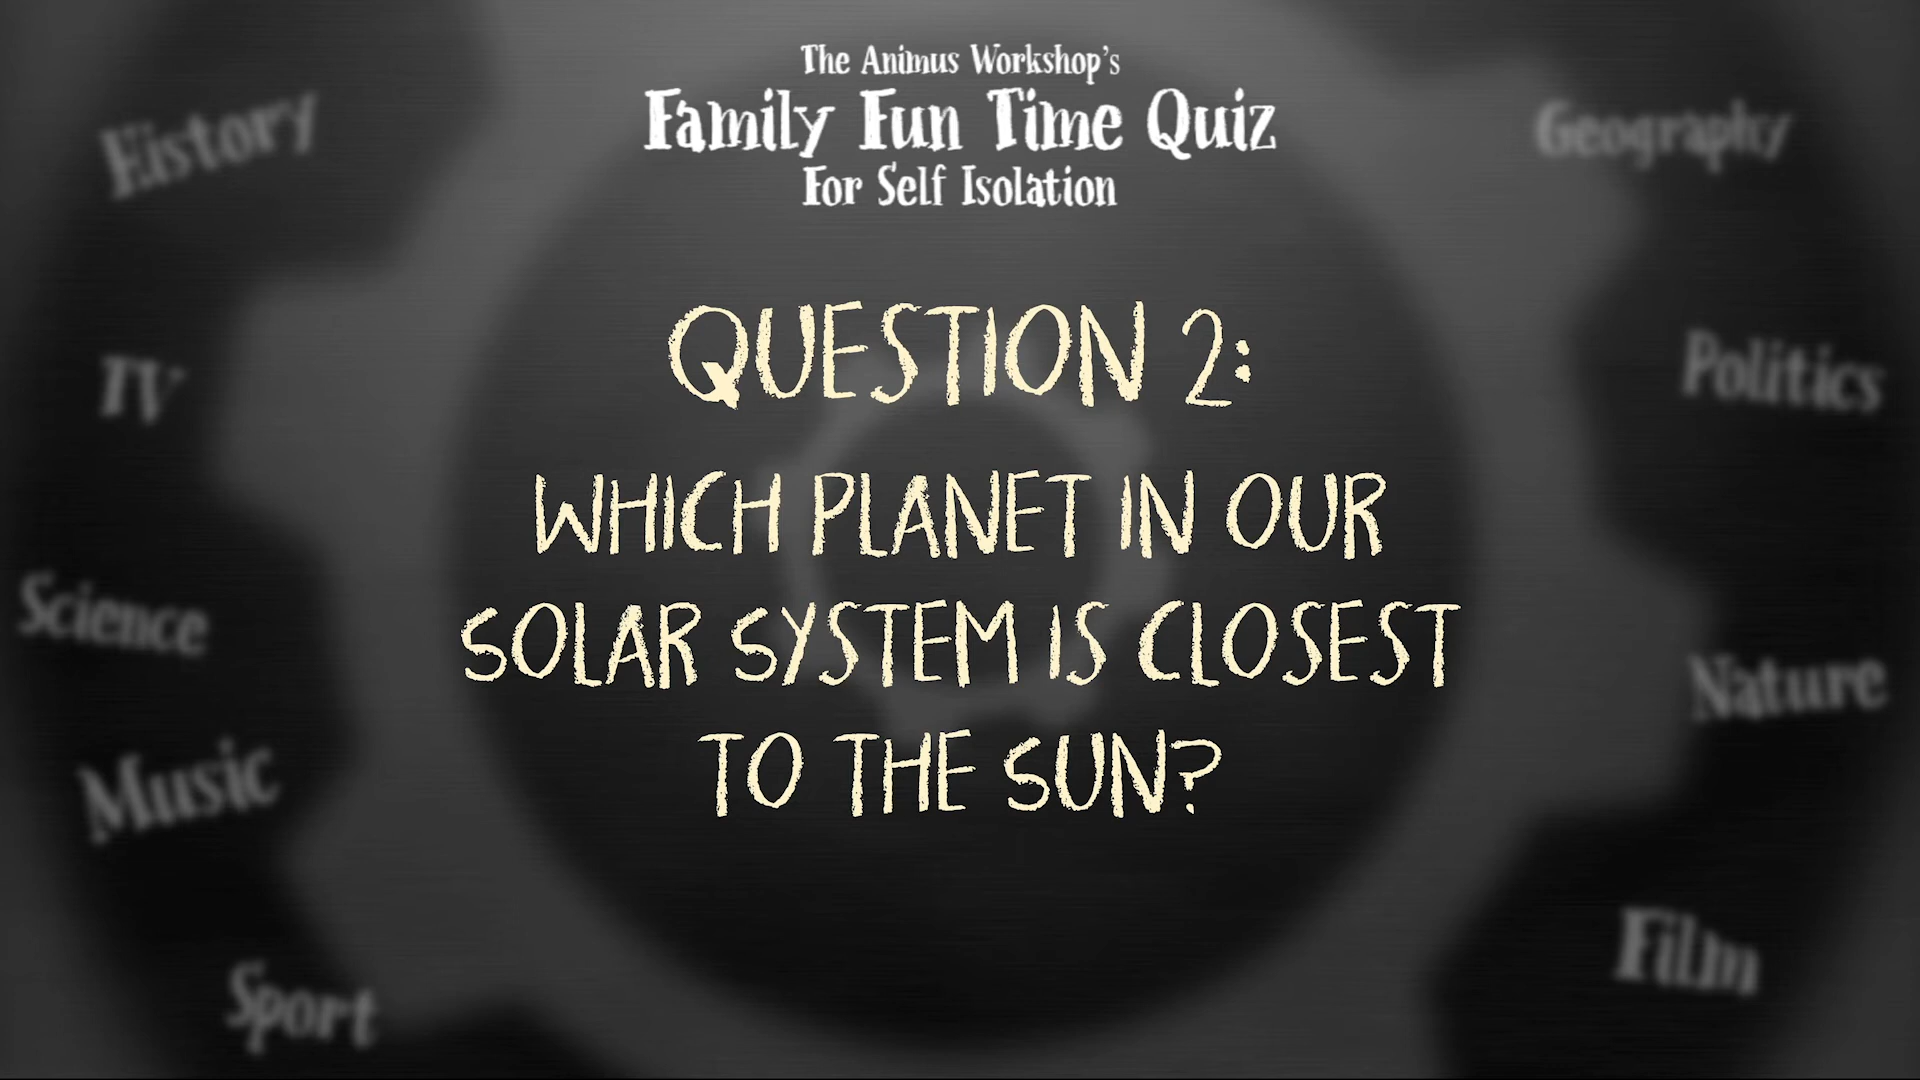 The Animus Workshop's
Family Fun Time Quiz
For Self Isolation
History
Geography
QUESTION 2:
TV
Politics
WHICH PLANET IN OUR
SOLAR SYSTEM IS CLOSEST
TO THE SUN?
Science
Nature
Music
Film
Sport